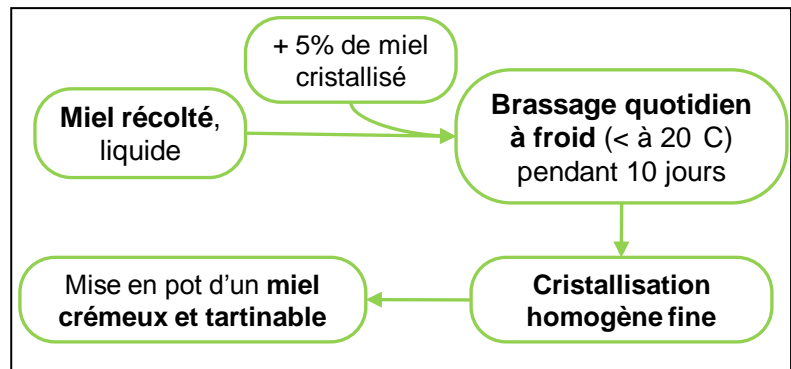 + 5% de miel
cristallisé
Miel récolté,
liquide
Brassage quotidien
à froid (< à 20 C)
pendant 10 jours
Cristallisation
homogène fine
Mise en pot d’un miel
crémeux et tartinable